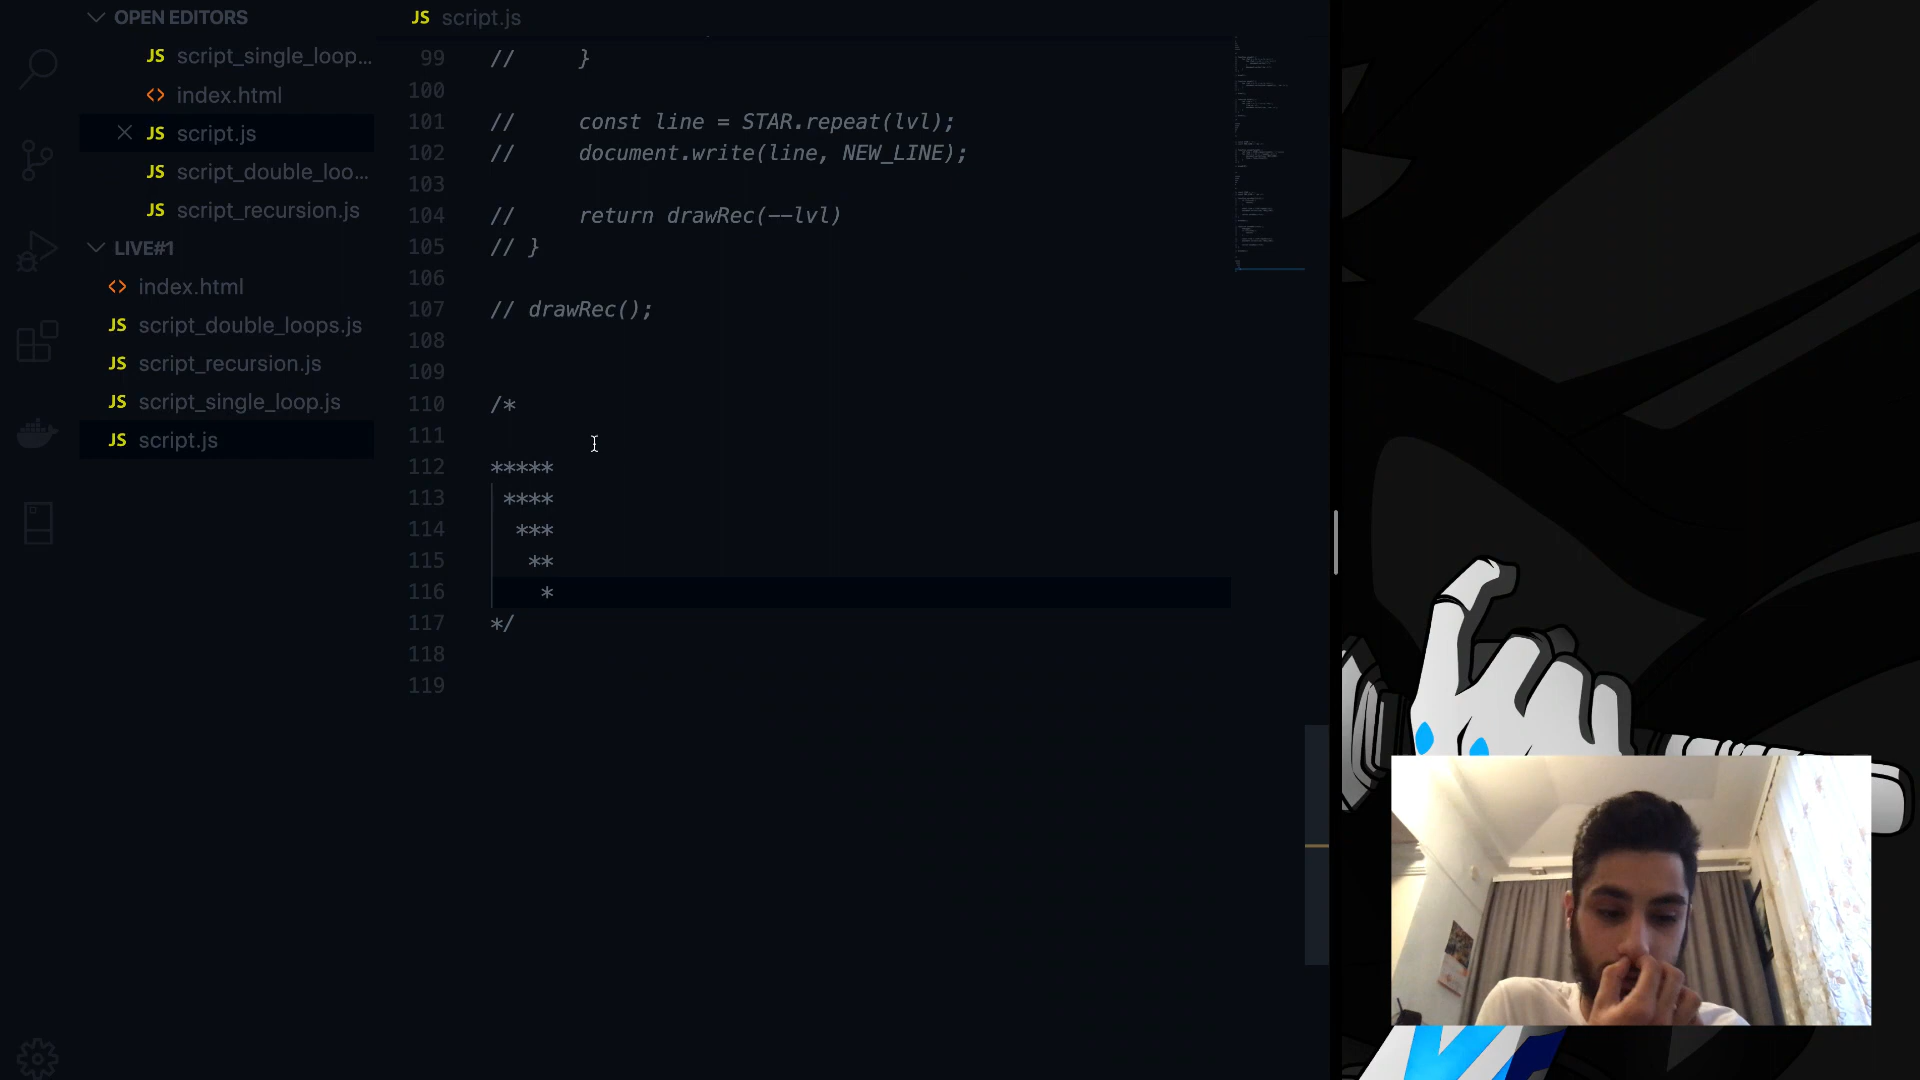 OPEN EDITORS
JS script_single_loop...
<> index.html
JS script.js
JS script_double_loo...
JS script_recursion.js
LIVE#1
<> index.html
JS script_double_loops.js
JS script_recursion.js
JS script_single_loop.js
JS script.js
JS script.js
99 // }
100
101 // const line = STAR.repeat(lvl);
102 // document.write(line, NEW_LINE);
103
104 // return drawRec(--lvl)
105 // }
106
107 // drawRec();
108
109
110 /*
111
112 *****
113 ****
114 ***
115 **
116 *
117 */
118
119